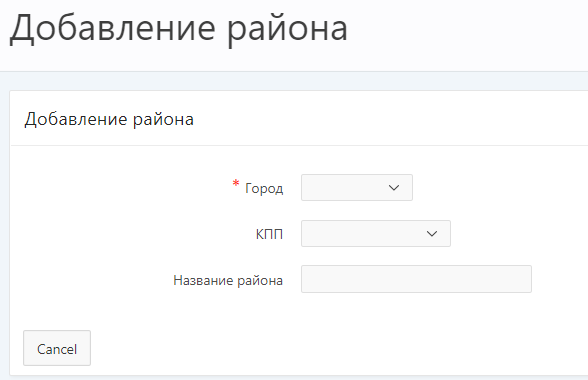 Добавление района
Добавление района
* Город
КПП
Название района
Cancel